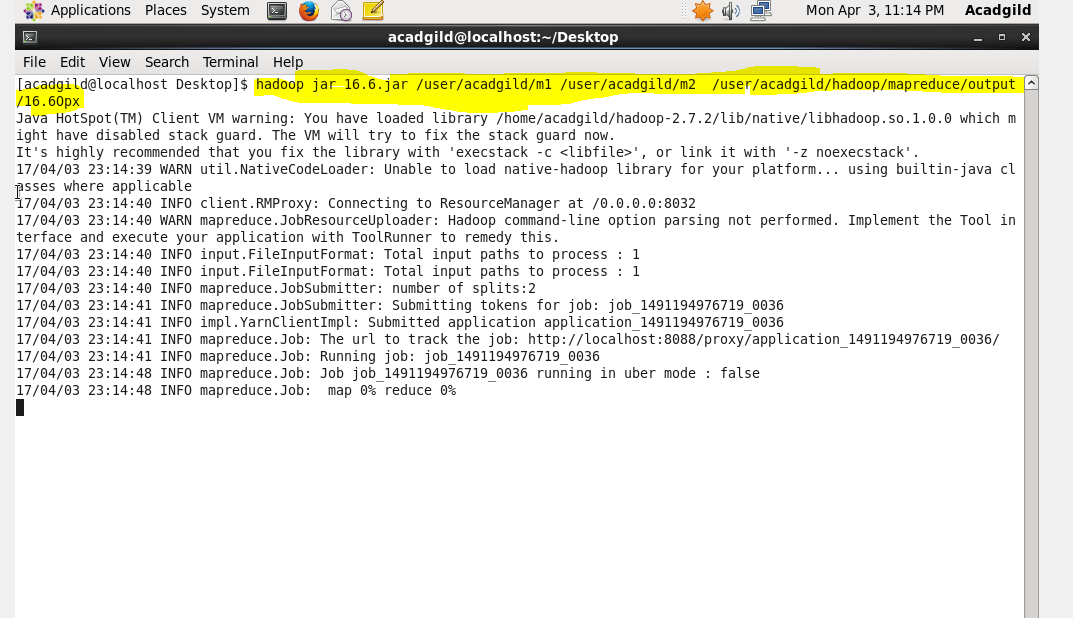 Applications Places System Mon Apr 3, 11:14 PM Acadgild
acadgild@localhost:~/Desktop
File Edit View Search Terminal Help
[acadgild@localhost Desktop]$ hadoop jar 16.6.jar /user/acadgild/m1 /user/acadgild/m2  /user/acadgild/hadoop/mapreduce/output
/16.6Opx
Java HotSpot(TM) Client VM warning: You have loaded library /home/acadgild/hadoop-2.7.2/lib/native/libhadoop.so.1.0.0 which m
ight have disabled stack guard. The VM will try to fix the stack guard now.
It's highly recommended that you fix the library with 'execstack -c <libfile>', or link it with '-z noexecstack'.
17/04/03 23:14:39 WARN util.NativeCodeLoader: Unable to load native-hadoop library for your platform... using builtin-java cl
asses where applicable
17/04/03 23:14:40 INFO client.RMProxy: Connecting to ResourceManager at /0.0.0.0:8032
17/04/03 23:14:40 WARN mapreduce.JobResourceUploader: Hadoop command-line option parsing not performed. Implement the Tool in
terface and execute your application with ToolRunner to remedy this.
17/04/03 23:14:40 INFO input.FileInputFormat: Total input paths to process : 1
17/04/03 23:14:40 INFO input.FileInputFormat: Total input paths to process : 1
17/04/03 23:14:40 INFO mapreduce.JobSubmitter: number of splits:2
17/04/03 23:14:41 INFO mapreduce.JobSubmitter: Submitting tokens for job: job_1491194976719_0036
17/04/03 23:14:41 INFO impl.YarnClientImpl: Submitted application application_1491194976719_0036
17/04/03 23:14:41 INFO mapreduce.Job: The url to track the job: http://localhost:8088/proxy/application_1491194976719_0036/
17/04/03 23:14:41 INFO mapreduce.Job: Running job: job_1491194976719_0036
17/04/03 23:14:48 INFO mapreduce.Job: Job job_1491194976719_0036 running in uber mode : false
17/04/03 23:14:48 INFO mapreduce.Job:  map 0% reduce 0%